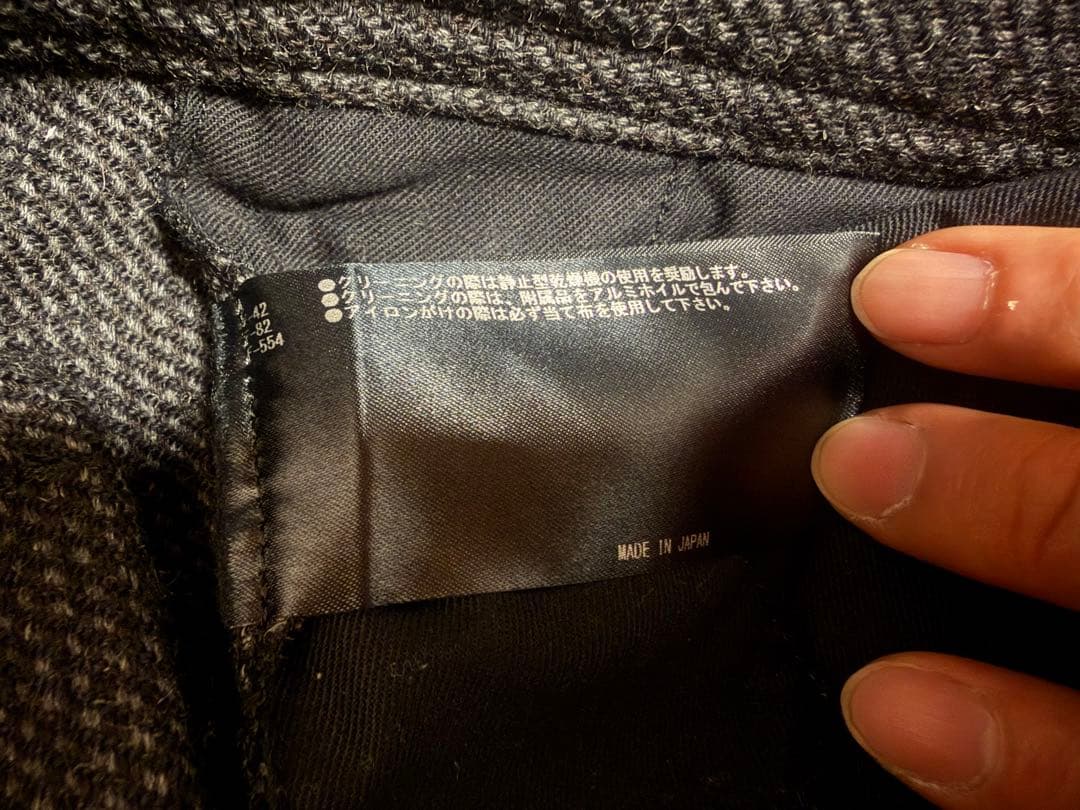 ●クリーニングの際は静止型乾燥機の使用を奨励します。
●クリーニングの際は、附属品をアルミホイルで包んで下さい。
●アイロンがけの際は必ず当て布を使用して下さい。
-42
-82
-554
MADE IN JAPAN